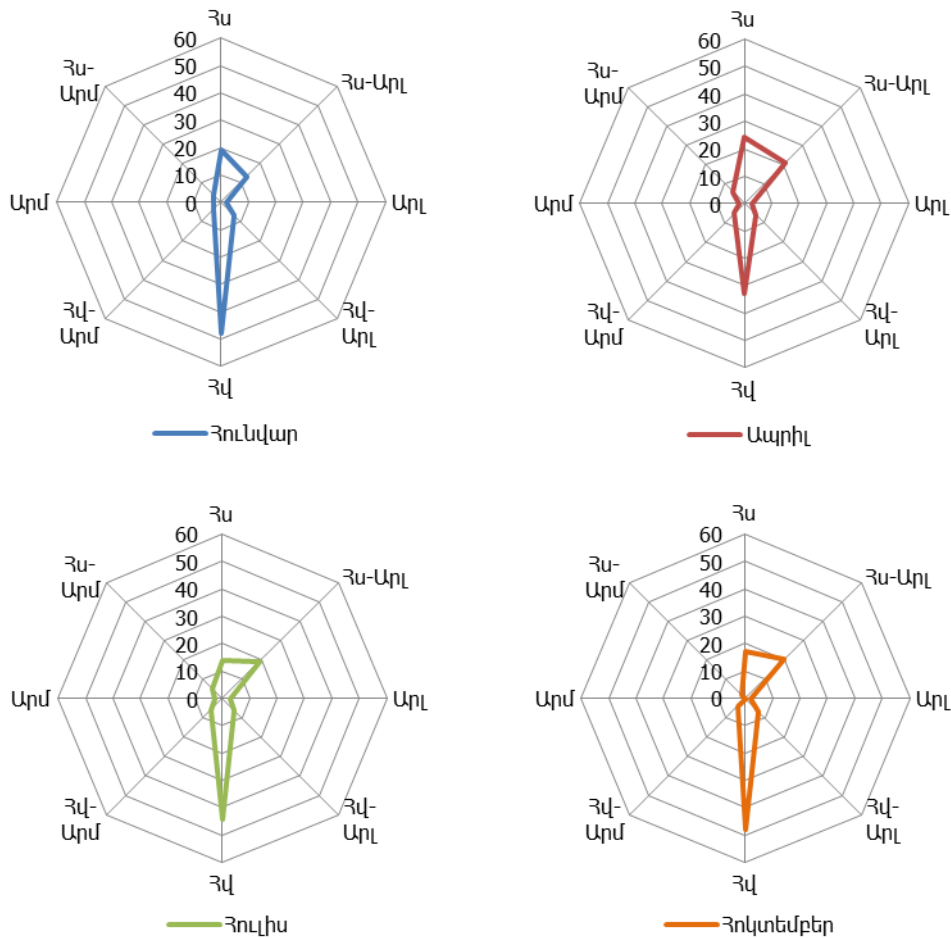 Հս
60
50
40
30
20
10
0
Հս-Արլ
Արլ
Հվ-
Արլ
Հվ
Հվ-
Արմ
Արմ
Հս-
Արմ
Հունվար
Հս
60
50
40
30
20
10
0
Հս-Արլ
Արլ
Հվ-
Արլ
Հվ
Հվ-
Արմ
Արմ
Հս-
Արմ
Ապրիլ
Հս
60
50
40
30
20
10
0
Հս-Արլ
Արլ
Հվ-
Արլ
Հվ
Հվ-
Արմ
Արմ
Հս-
Արմ
Հուլիս
Հս
60
50
40
30
20
10
0
Հս-Արլ
Արլ
Հվ-
Արլ
Հվ
Հվ-
Արմ
Արմ
Հս-
Արմ
Հոկտեմբեր